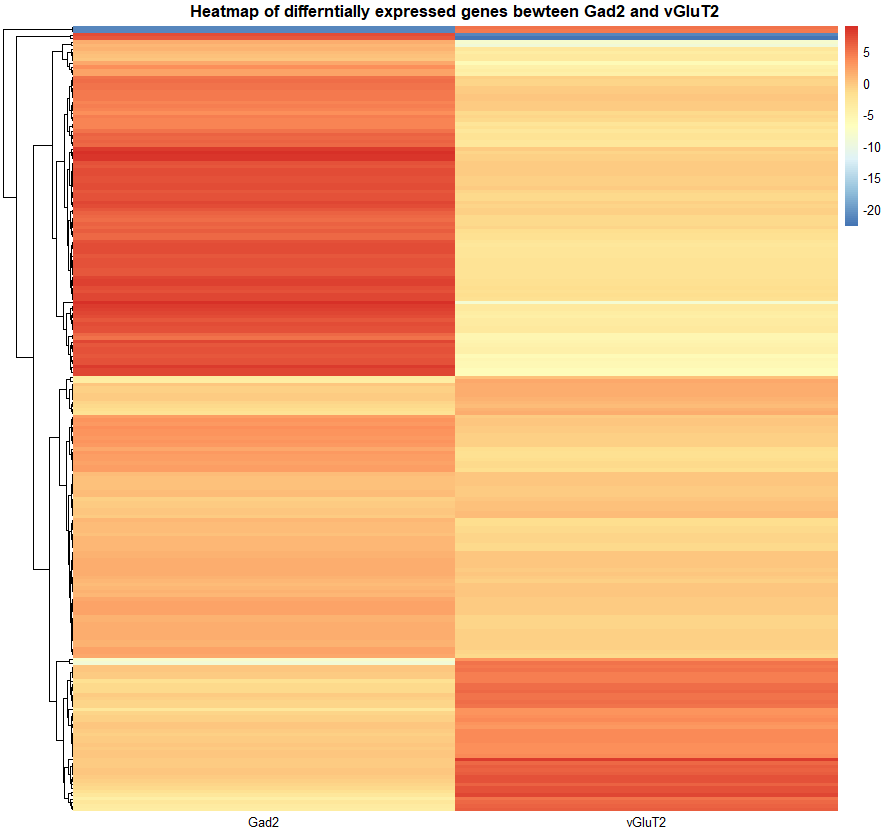 Heatmap of differntially expressed genes bewteen Gad2 and vGluT2
5
0
-5
-10
-15
-20
Gad2
vGluT2